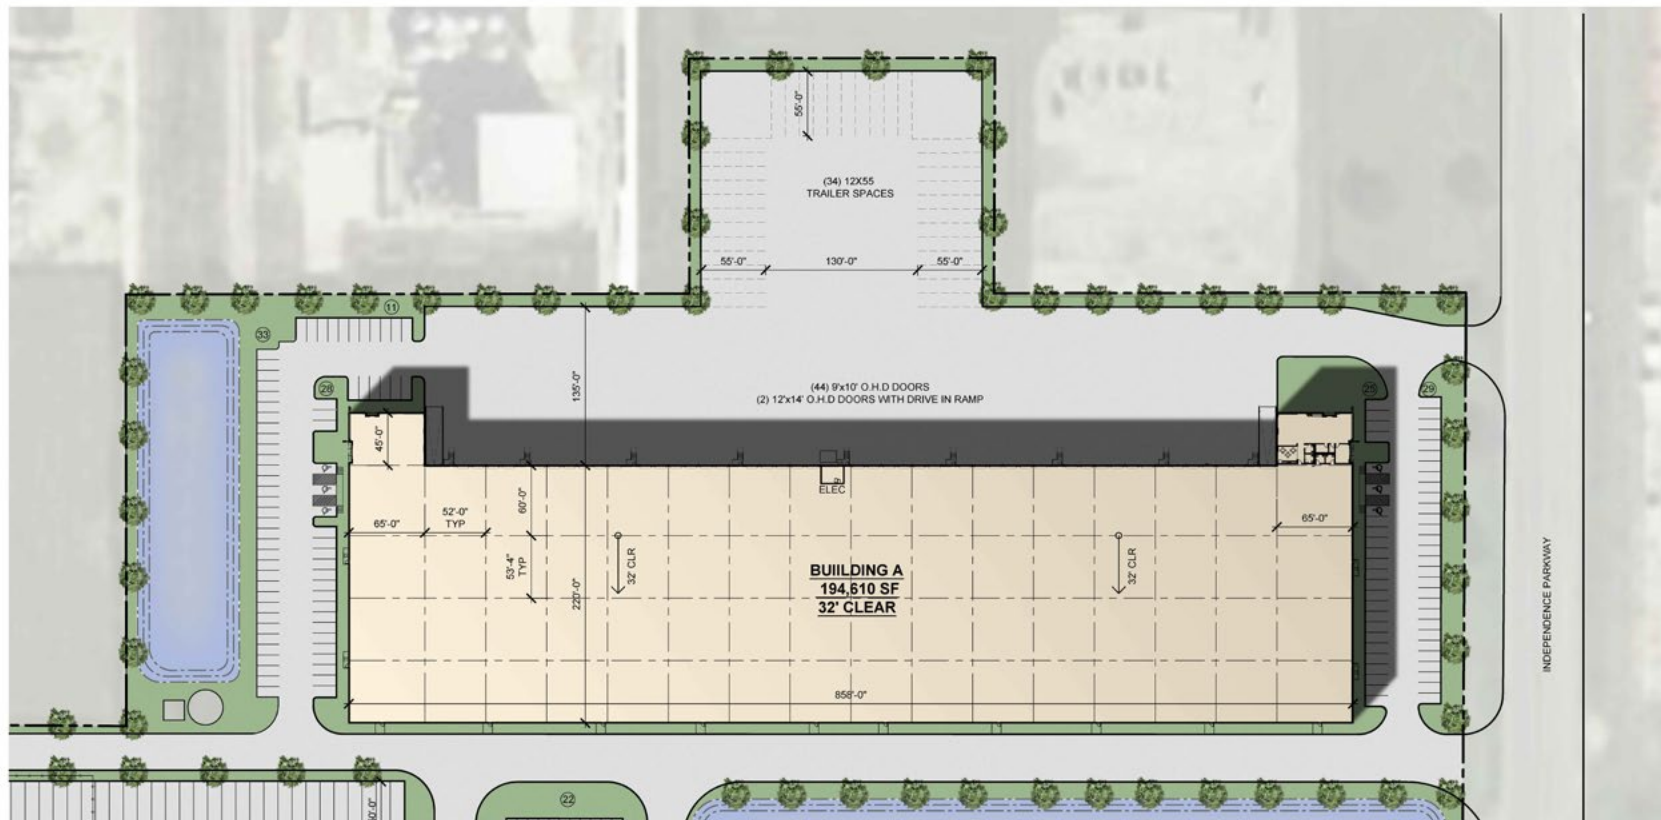 55'-0"
(34) 12X55
TRAILER SPACES
55'-0"
130'-0"
55'-0"
11
33
28
135'-0"
(44) 9'x10' O.H.D DOORS
(2) 12'x14' O.H.D DOORS WITH DRIVE IN RAMP
25
29
45'-0"
ELEC
65'-0"
52'-0"
TYP
60'-0"
65'-0"
53'-4"
TYP
32' CLR
32' CLR
BUIILDING A
194,610 SF
32' CLEAR
220'-0"
858'-0"
INDEPENDENCE PARKWAY
22